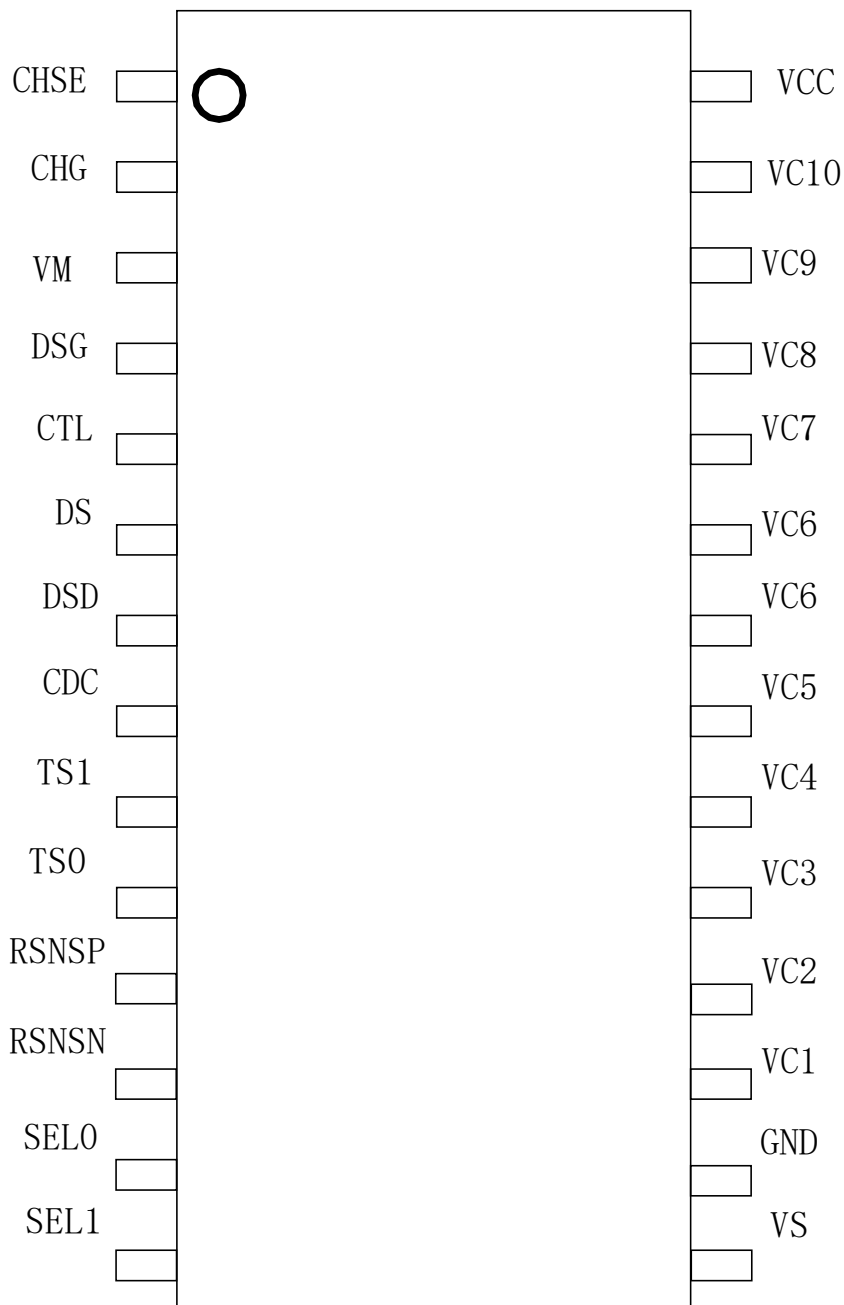 CHSE
VCC
CHG
VC10
VM
VC9
DSG
VC8
CTL
VC7
DS
VC6
DSD
VC6
CDC
VC5
TS1
VC4
TS0
VC3
RSNSP
VC2
RSNSN
VC1
SEL0
GND
SEL1
VS